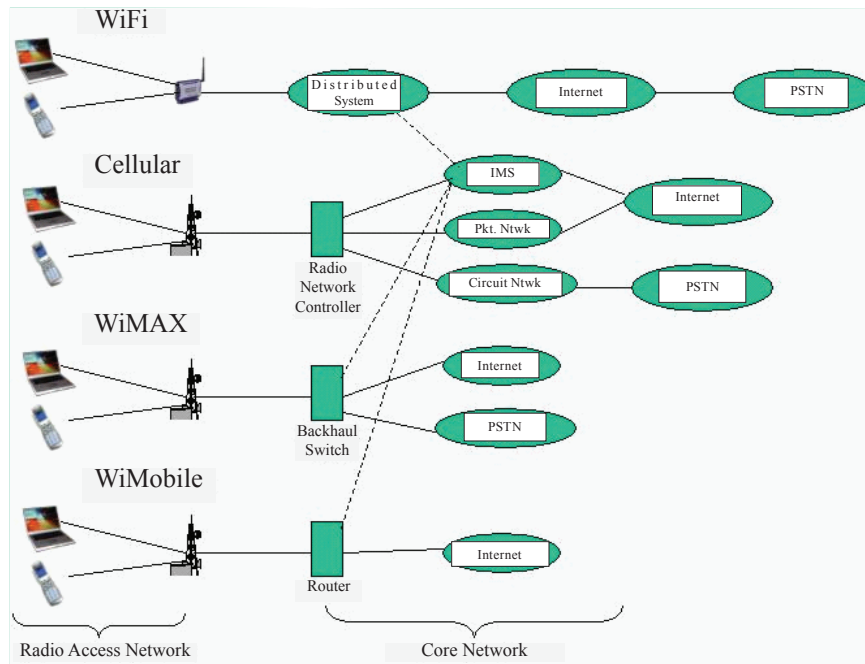 WiFi
Distributed
System
Internet
PSTN
Cellular
IMS
Internet
Pkt. Ntwk
Radio
Network
Controller
Circuit Ntwk
PSTN
WiMAX
Internet
PSTN
Backhaul
Switch
WiMobile
Internet
Router
Radio Access Network
Core Network